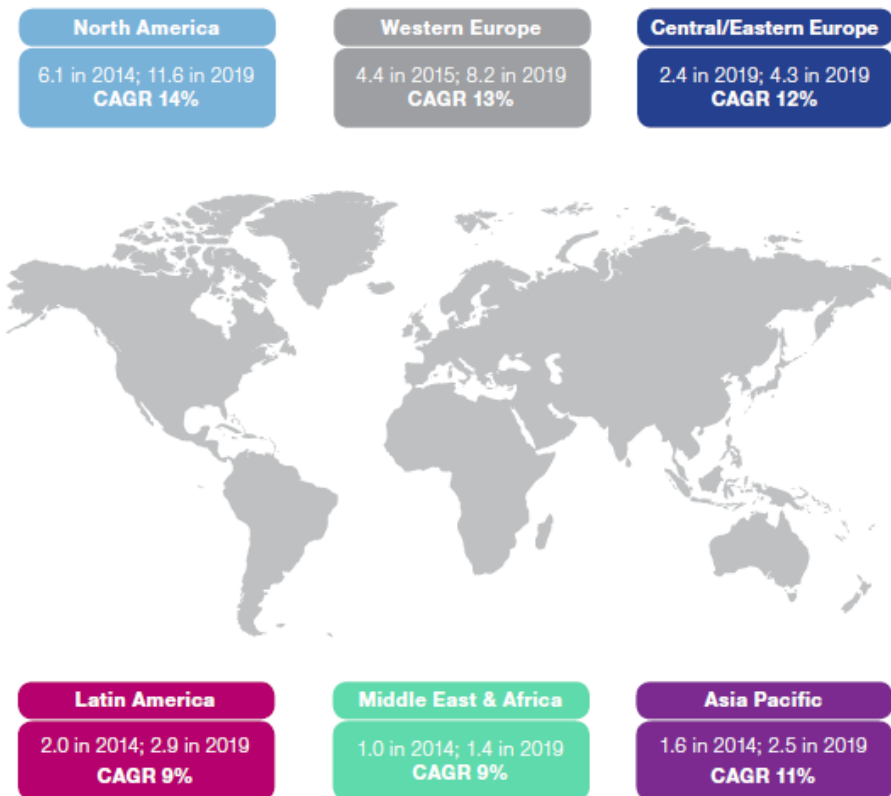 North America
6.1 in 2014; 11.6 in 2019
CAGR 14%
Western Europe
4.4 in 2015; 8.2 in 2019
CAGR 13%
Central/Eastern Europe
2.4 in 2019; 4.3 in 2019
CAGR 12%
Latin America
2.0 in 2014; 2.9 in 2019
CAGR 9%
Middle East & Africa
1.0 in 2014; 1.4 in 2019
CAGR 9%
Asia Pacific
1.6 in 2014; 2.5 in 2019
CAGR 11%